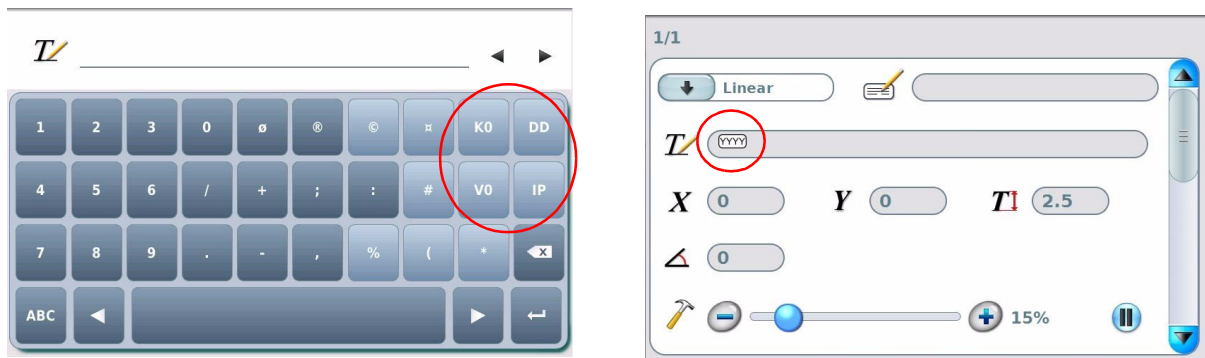 T
1 2 3 0 ø ® © ¤ K0 DD
4 5 6 / + ; : # V0 IP
7 8 9 . - , % ( * X
ABC
1/1
Linear
T YYYY
X 0 Y 0 T 2.5
0
15%